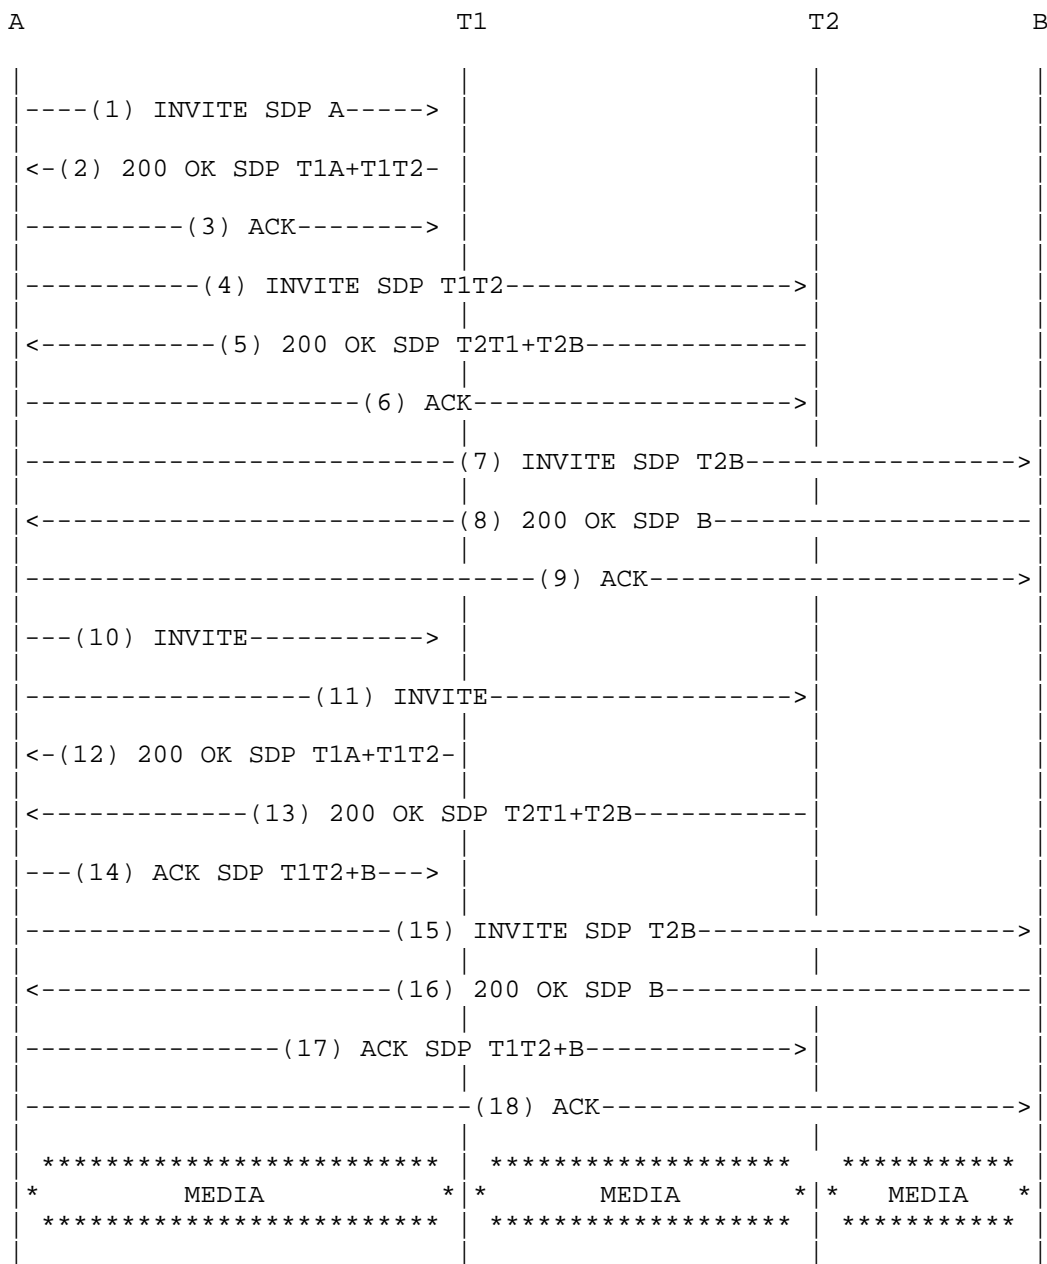 A T1 T2 B
----(1) INVITE SDP A----->
<-(2) 200 OK SDP T1A+T1T2-
----------(3) ACK-------->
-----------(4) INVITE SDP T1T2------------------>
<-----------(5) 200 OK SDP T2T1+T2B--------------
---------------------(6) ACK-------------------->
---------------------------(7) INVITE SDP T2B----------------->
<--------------------------(8) 200 OK SDP B--------------------
--------------------------------(9) ACK----------------------->
---(10) INVITE----------->
------------------(11) INVITE------------------->
<-(12) 200 OK SDP T1A+T1T2-
<-------------(13) 200 OK SDP T2T1+T2B-----------
---(14) ACK SDP T1T2+B--->
-----------------------(15) INVITE SDP T2B-------------------->
<----------------------(16) 200 OK SDP B-----------------------
----------------(17) ACK SDP T1T2+B------------->
----------------------------(18) ACK-------------------------->
************************* ******************* ***********
* MEDIA * * MEDIA * * MEDIA *
************************* ******************* ***********